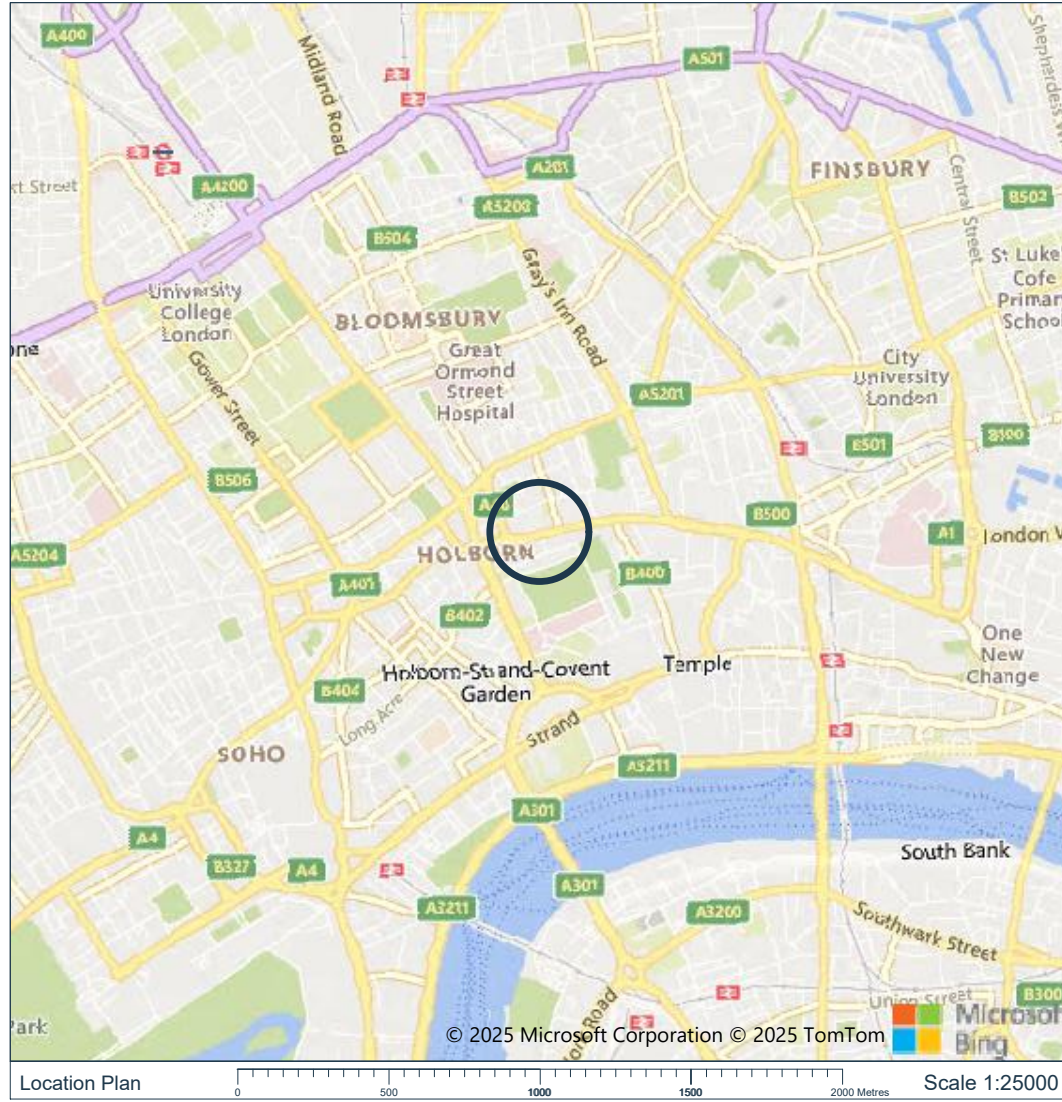 A400
Midland Road
A501
Shepherdess
A4200
A201
FINSBURY
Central Street
B502
A5200
B504
Gray's Inn Road
St Luke
Cofe
Primar
School
University
College
London
BLOOMSBURY
one
Gower Street
Great
Ormond
Street
Hospital
City
University
London
A5201
B501
B100
B506
B500
A1
London
A5204
HOLBORN
A401
B400
B402
One
New
Change
Holborn-Strand-Covent
Garden
Temple
B404
Long Acre
Strand
SOHO
A3211
A301
A4
B327
A4
South Bank
A301
A3211
A3200
Southwark Street
Union Street
B300
Park
Road
© 2025 Microsoft Corporation © 2025 TomTom
Microsoft
Bing
Location Plan
0
500
1000
1500
2000 Metres
Scale 1:25000